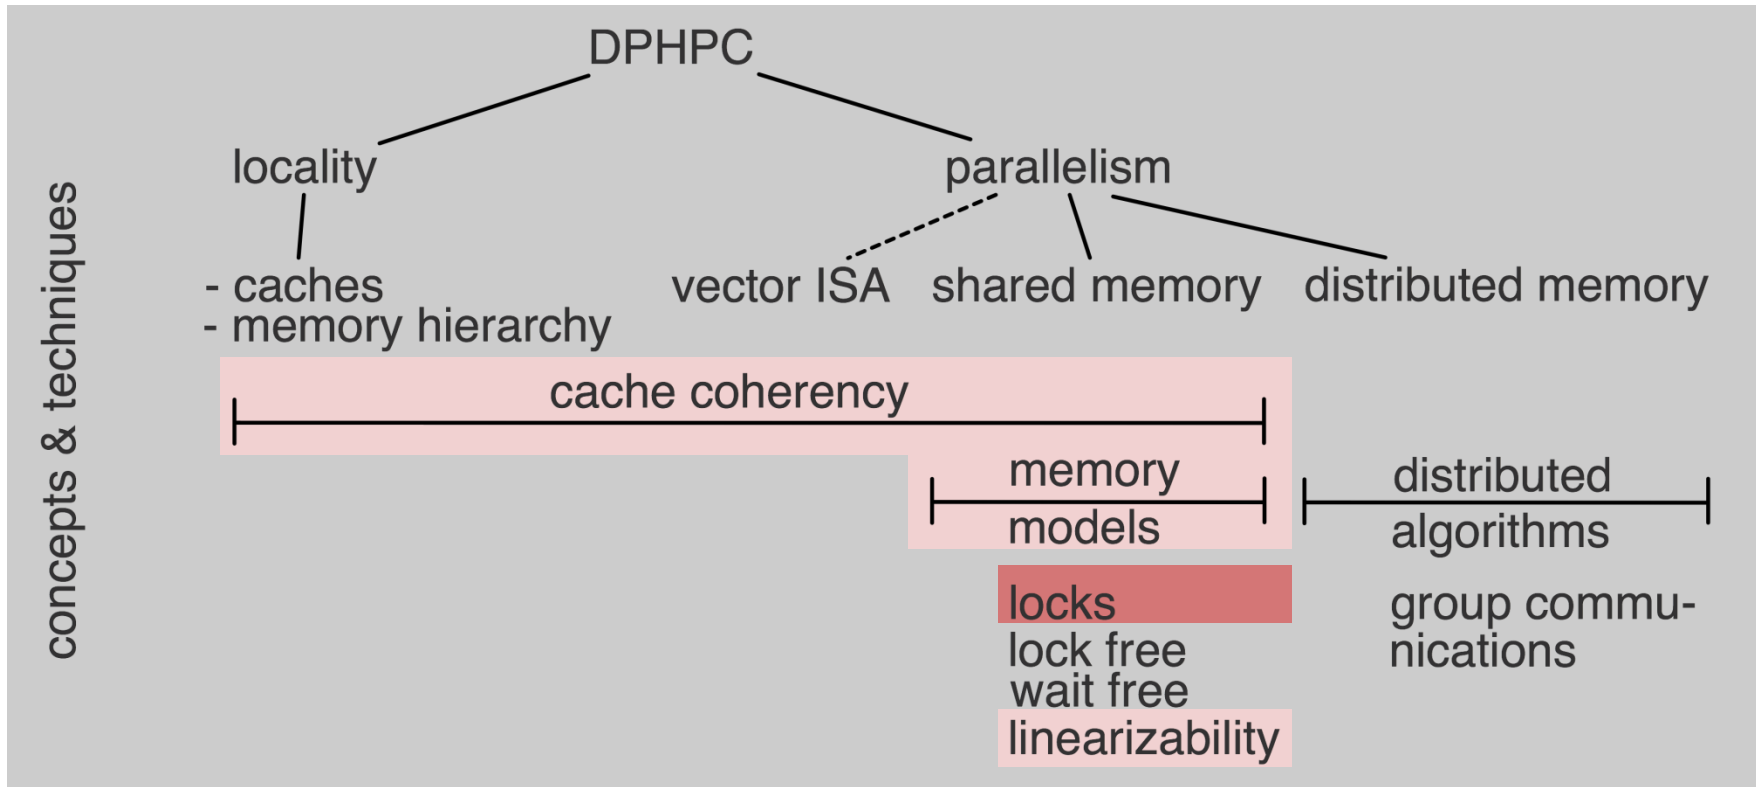 DPHPC
locality
parallelism
- caches
- memory hierarchy
vector ISA
shared memory
distributed memory
concepts & techniques
cache coherency
memory
models
distributed
algorithms
locks
lock free
wait free
linearizability
group commu-
nications